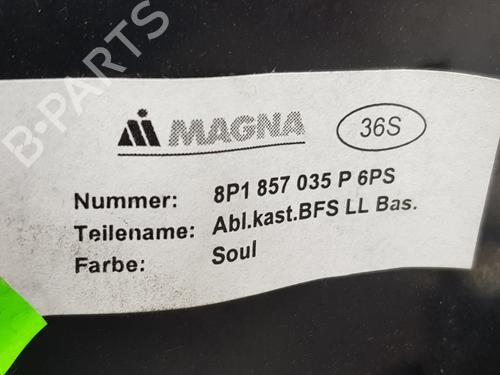 B-PARTS
MAGNA
36S
Nummer: 8P1 857 035 P 6PS
Teilename: Abl.kast.BFS LL Bas.
Farbe: Soul